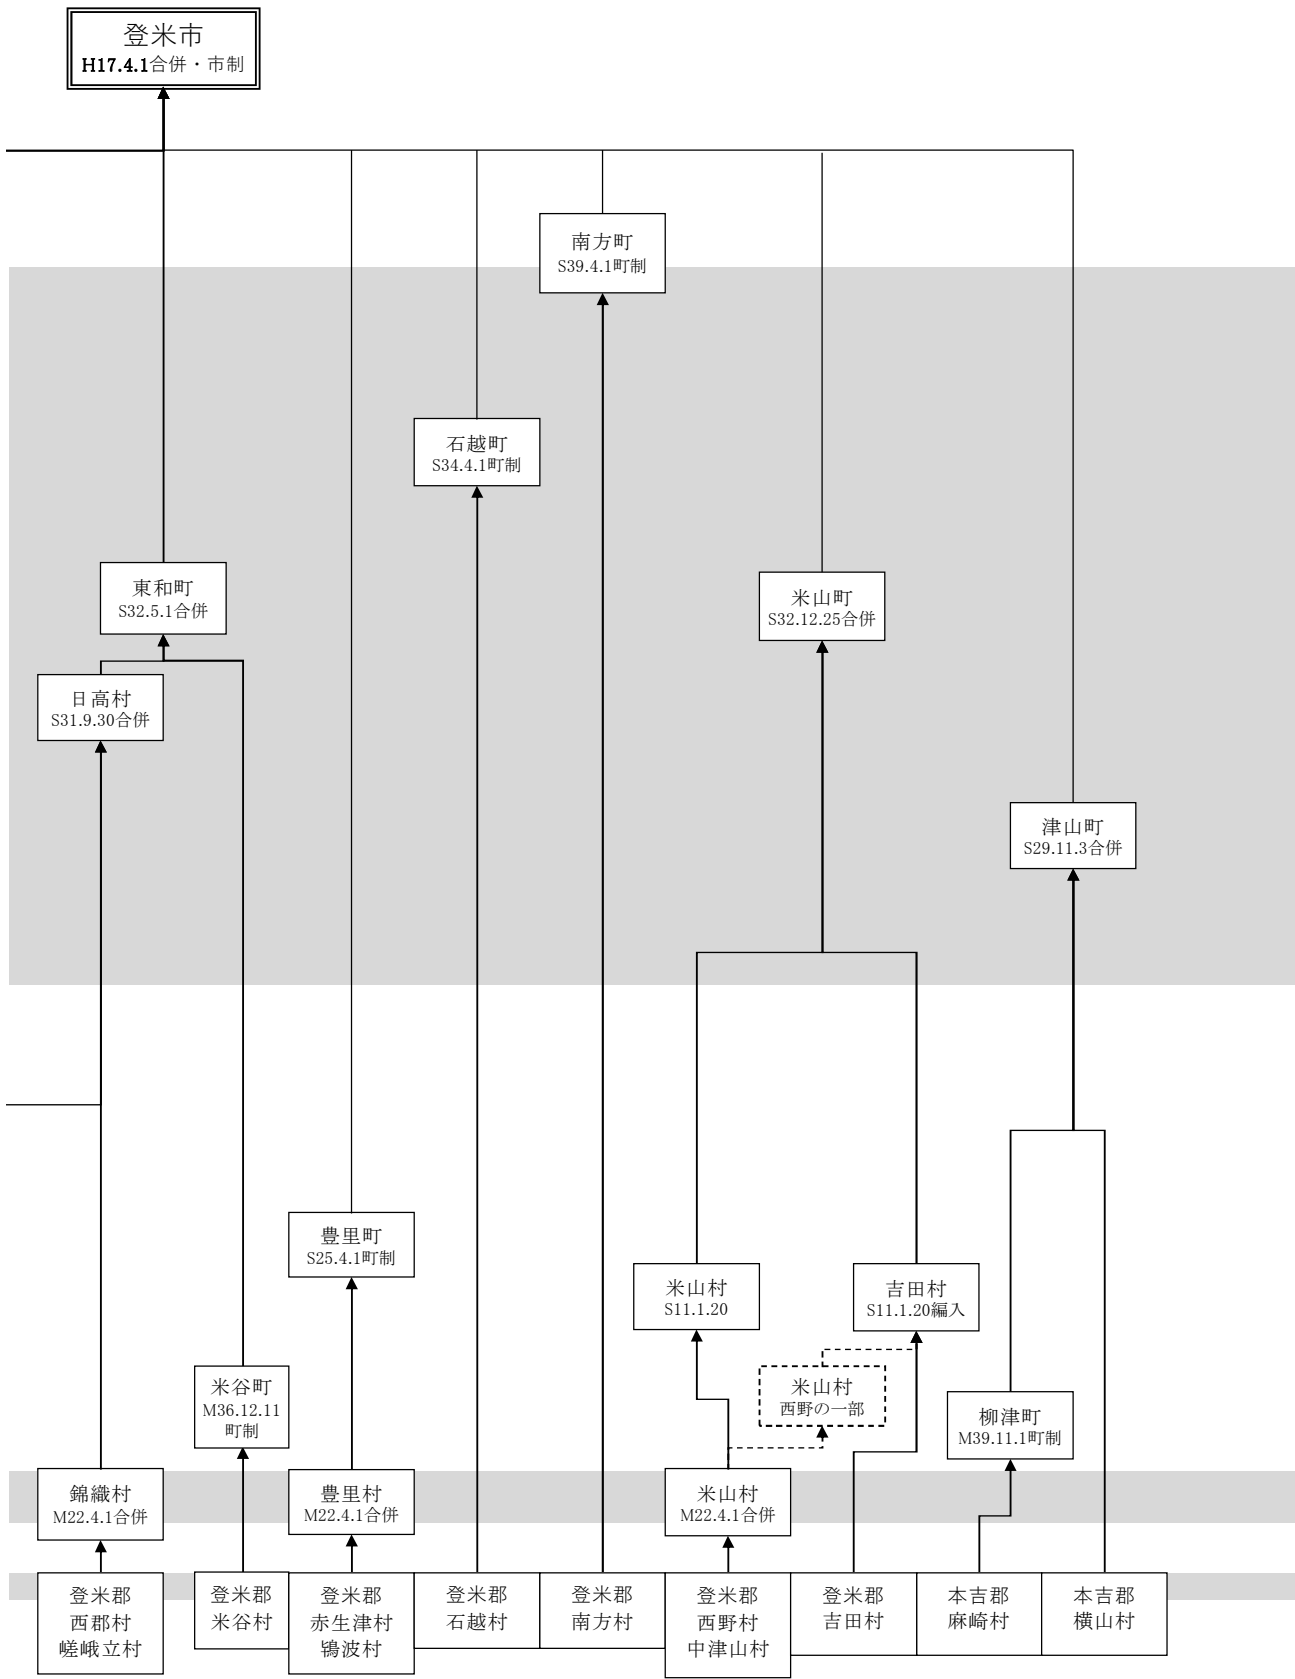 登米市
H17.4.1合併・市制
南方町
S39.4.1町制
石越町
S34.4.1町制
東和町
S32.5.1合併
米山町
S32.12.25合併
日高村
S31.9.30合併
津山町
S29.11.3合併
豊里町
S25.4.1町制
米山村
S11.1.20
吉田村
S11.1.20編入
米谷町
M36.12.11
町制
米山村
西野の一部
柳津町
M39.11.1町制
錦織村
M22.4.1合併
豊里村
M22.4.1合併
米山村
M22.4.1合併
登米郡
西郡村
嵯峨立村
登米郡
米谷村
登米郡
赤生津村
鴇波村
登米郡
石越村
登米郡
南方村
登米郡
西野村
中津山村
登米郡
吉田村
本吉郡
麻崎村
本吉郡
横山村